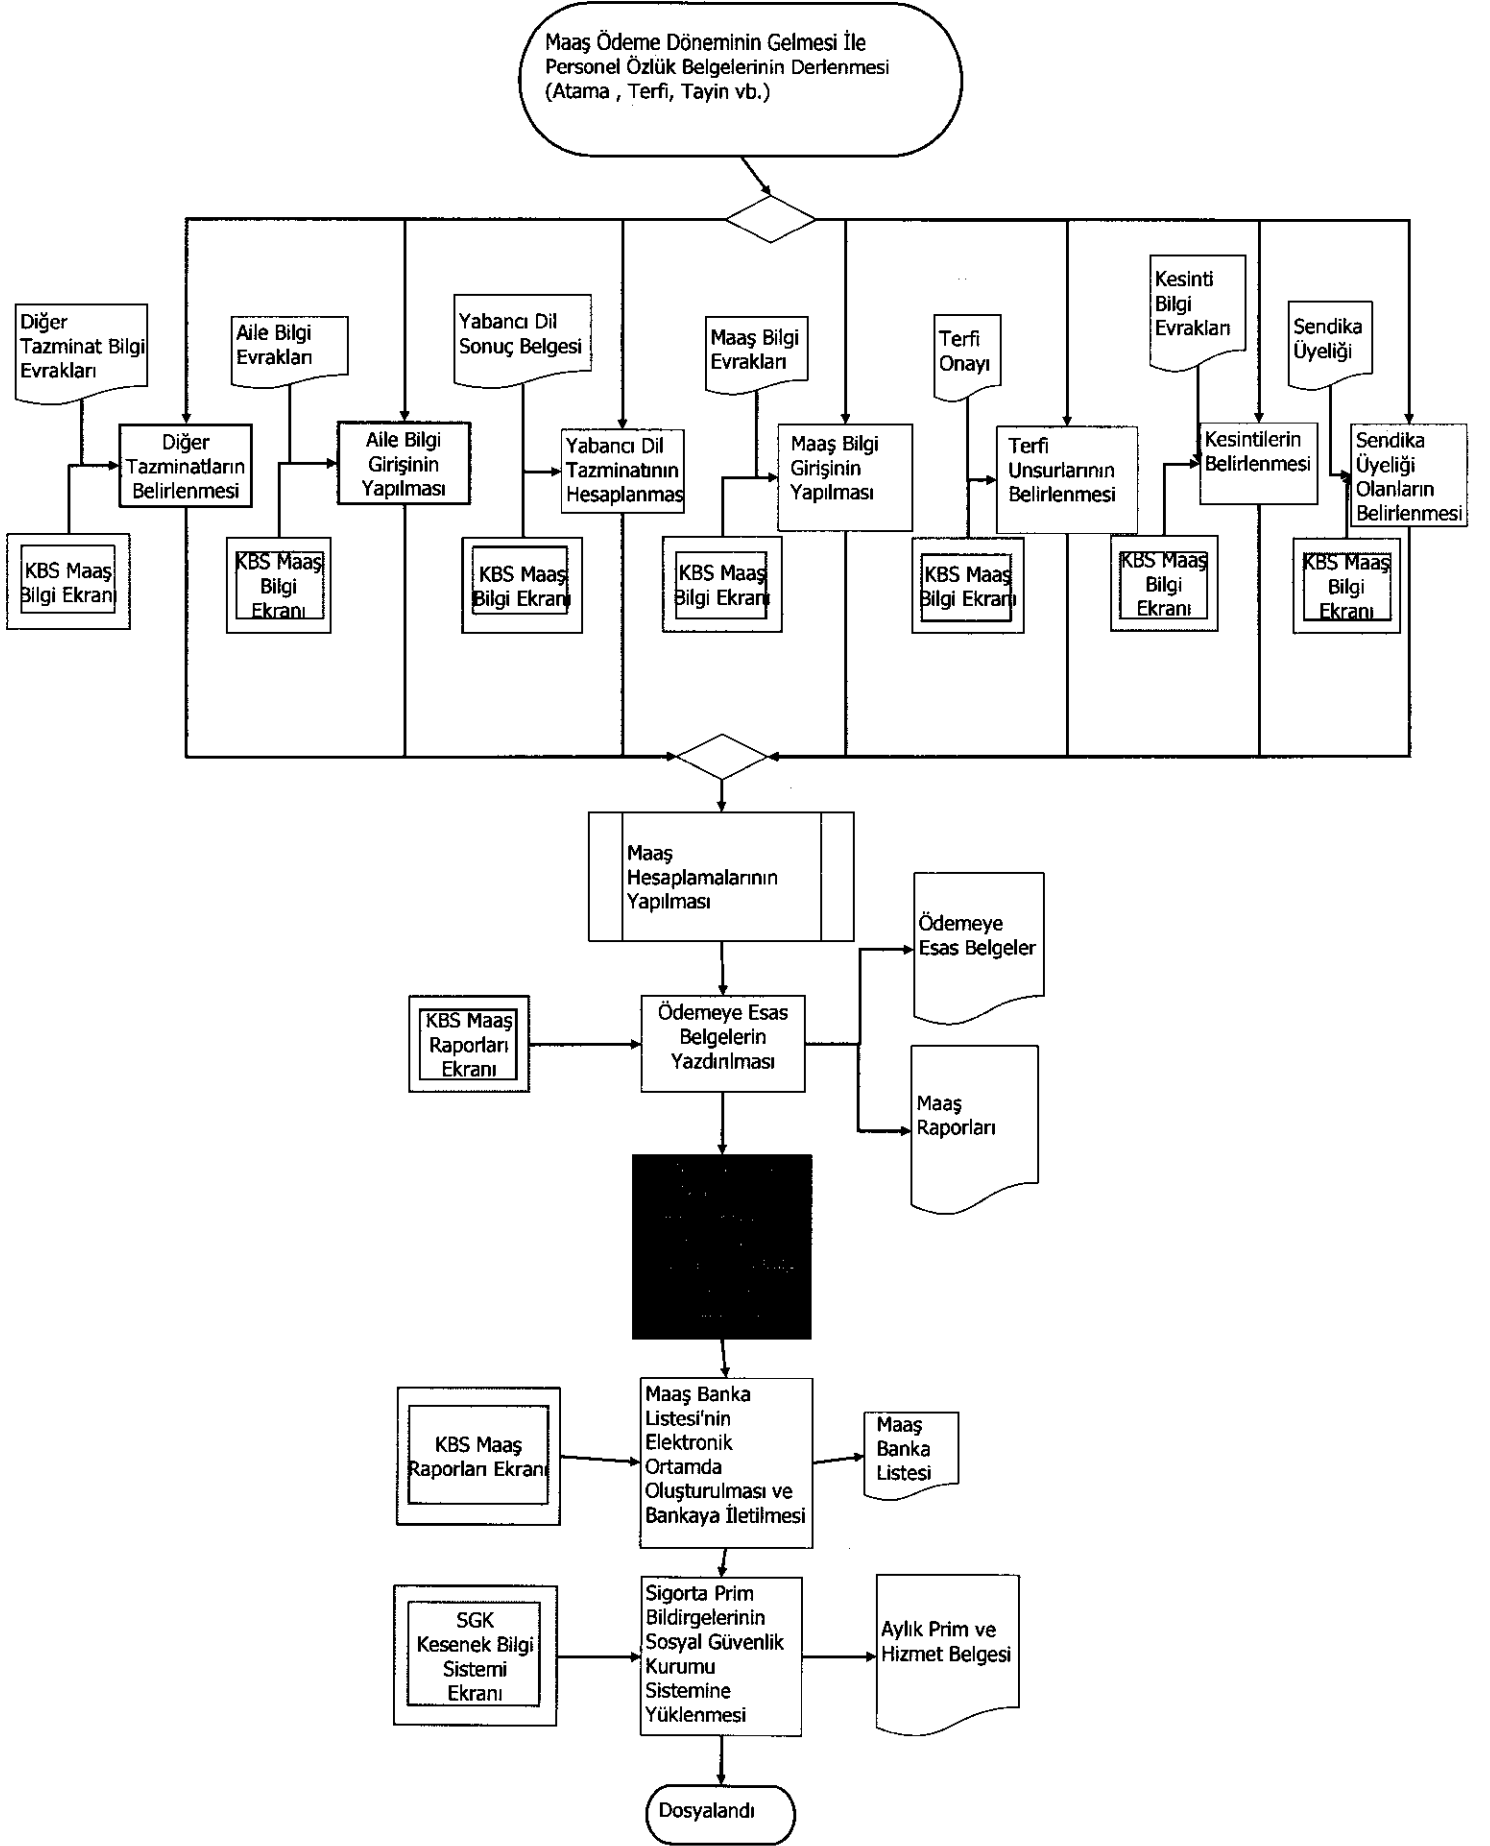 Maaş Ödeme Döneminin Gelmesi İle
Personel Özlük Belgelerinin Derlenmesi
(Atama , Terfi, Tayin vb.)
Diğer
Tazminat Bilgi
Evrakları
Aile Bilgi
Evrakları
Yabancı Dil
Sonuç Belgesi
Maaş Bilgi
Evrakları
Terfi
Onayı
Kesinti
Bilgi
Evrakları
Sendika
Üyeliği
Diğer
Tazminatların
Belirlenmesi
Aile Bilgi
Girişinin
Yapılması
Yabancı Dil
Tazminatının
Hesaplanmas
Maaş Bilgi
Girişinin
Yapılması
Terfi
Unsurlarının
Belirlenmesi
Kesintilerin
Belirlenmesi
Sendika
Üyeliği
Olanların
Belirlenmesi
KBS Maaş
Bilgi Ekranı
KBS Maaş
Bilgi
Ekranı
KBS Maaş
Bilgi Ekranı
KBS Maaş
Bilgi Ekranı
KBS Maaş
Bilgi Ekranı
KBS Maaş
Bilgi
Ekranı
KBS Maaş
Bilgi
Ekranı
Maaş
Hesaplamalarının
Yapılması
Ödemeye
Esas Belgeler
KBS Maaş
Raporları
Ekranı
Ödemeye Esas
Belgelerin
Yazdırılması
Maaş
Raporları
KBS Maaş
Raporları Ekranı
Maaş Banka
Listesi'nin
Elektronik
Ortamda
Oluşturulması ve
Bankaya İletilmesi
Maaş
Banka
Listesi
SGK
Kesenek Bilgi
Sistemi
Ekranı
Sigorta Prim
Bildirgelerinin
Sosyal Güvenlik
Kurumu
Sistemine
Yüklenmesi
Aylık Prim ve
Hizmet Belgesi
Dosyalandı